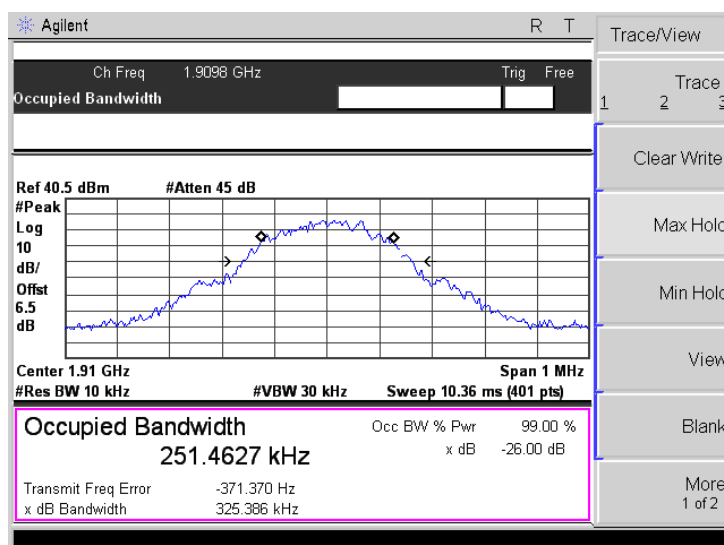 Agilent R T
Trace/View
Ch Freq 1.9098 GHz Trig Free
Occupied Bandwidth
Trace
1 2 3
Clear Write
Max Hold
Min Hold
View
Blank
More
1 of 2
Ref 40.5 dBm #Atten 45 dB
#Peak
Log
10
dB/
Offst
6.5
dB
Center 1.91 GHz Span 1 MHz
#Res BW 10 kHz #VBW 30 kHz Sweep 10.36 ms (401 pts)
Occupied Bandwidth Occ BW % Pwr 99.00 %
251.4627 kHz x dB -26.00 dB
Transmit Freq Error -371.370 Hz
x dB Bandwidth 325.386 kHz